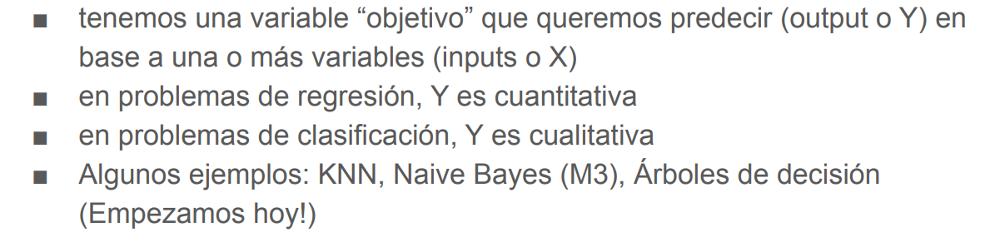 ▪ tenemos una variable “objetivo” que queremos predecir (output o Y) en
base a una o más variables (inputs o X)
▪ en problemas de regresión, Y es cuantitativa
▪ en problemas de clasificación, Y es cualitativa
▪ Algunos ejemplos: KNN, Naive Bayes (M3), Árboles de decisión
(Empezamos hoy!)